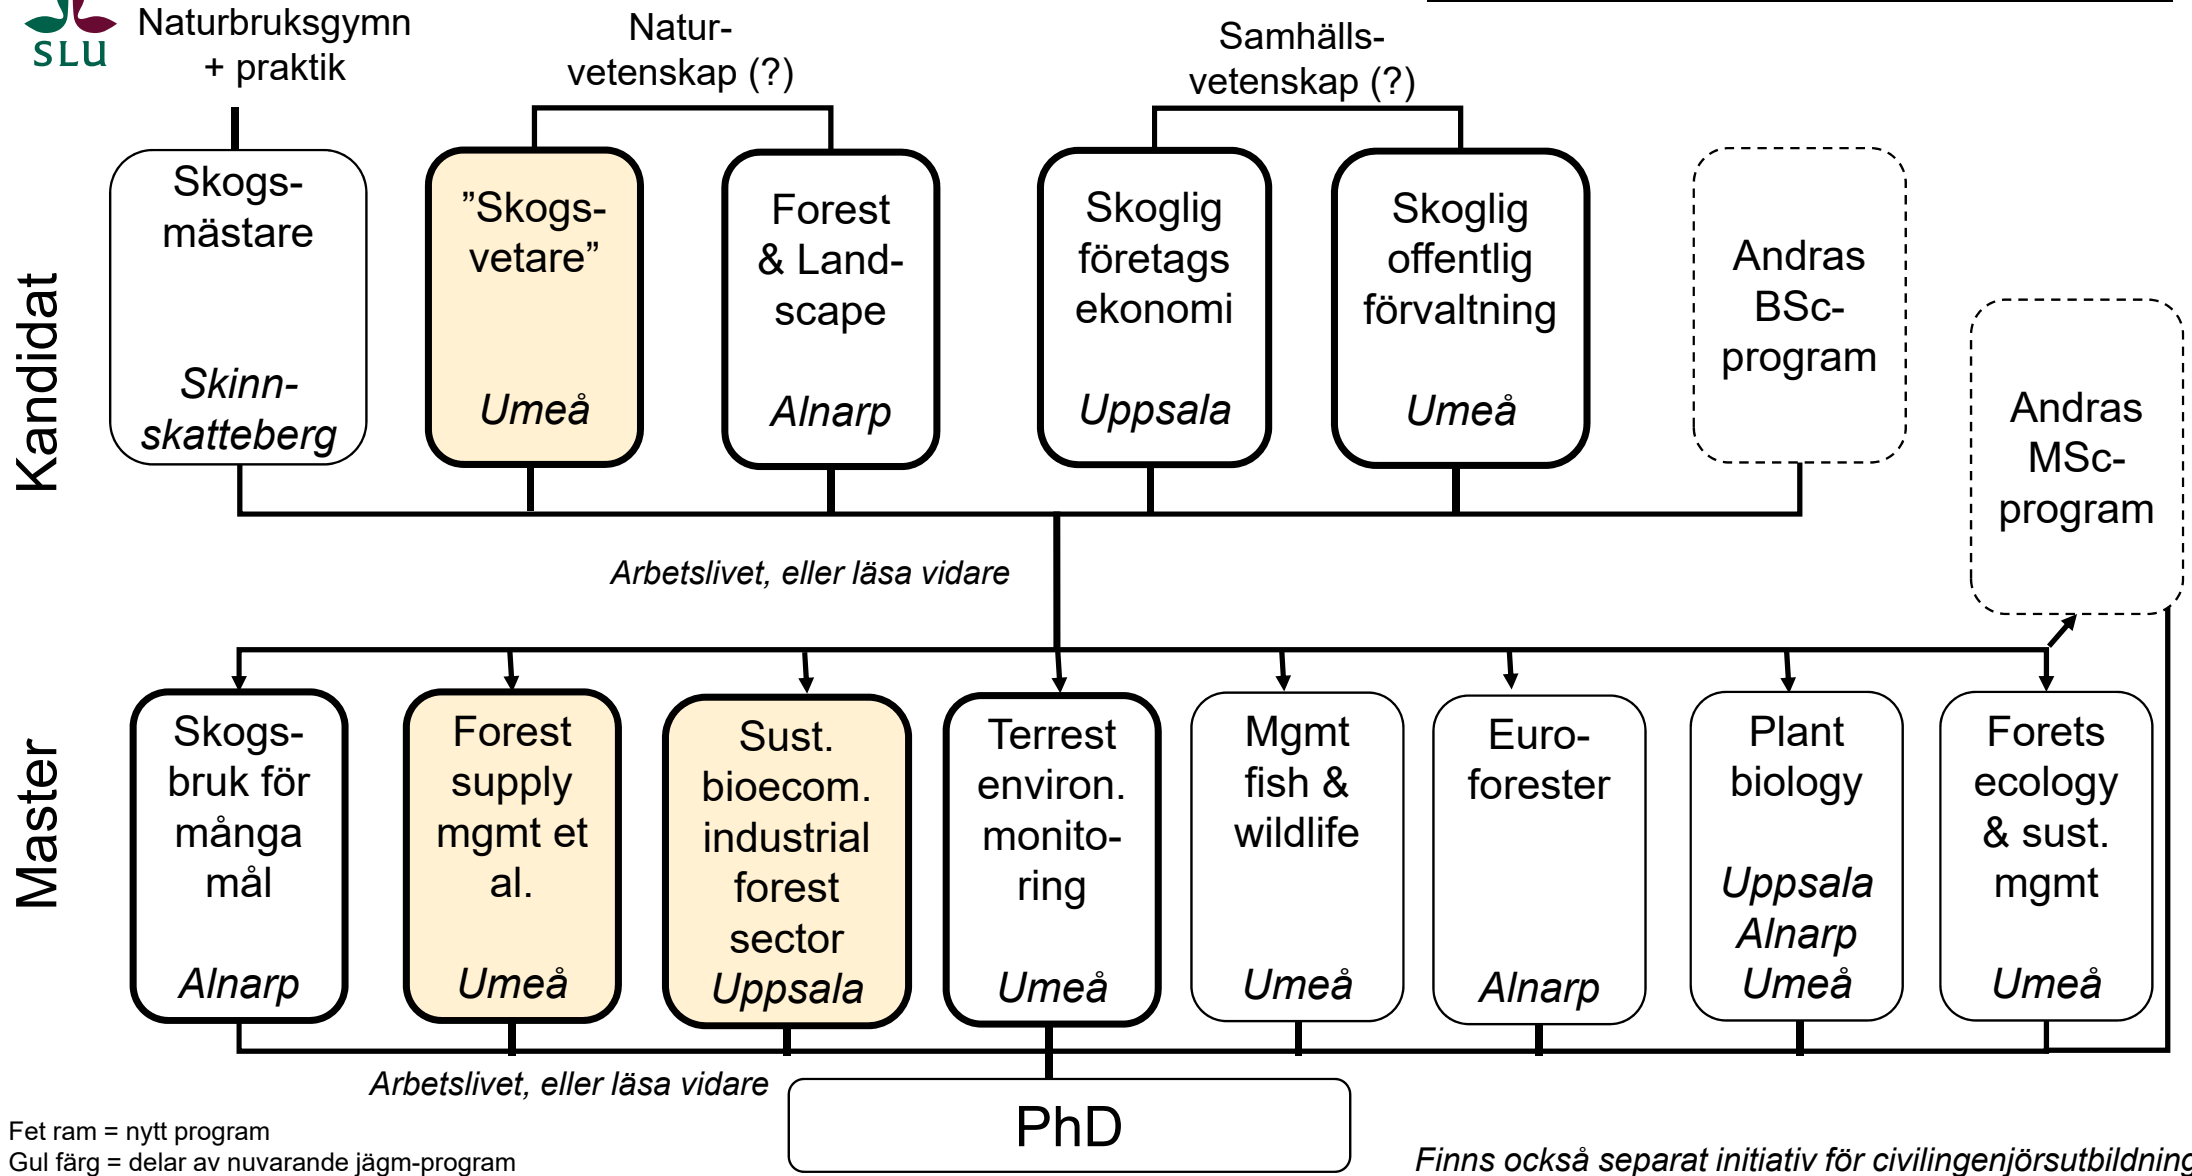 SLU
Naturbruksgymn
+ praktik
Natur-
vetenskap (?)
Samhälls-
vetenskap (?)
Kandidat
Skogs-
mästare
Skinn-
skatteberg
”Skogs-
vetare”
Umeå
Forest
& Land-
scape
Alnarp
Skoglig
företags
ekonomi
Uppsala
Skoglig
offentlig
förvaltning
Umeå
Andras
BSc-
program
Andras
MSc-
program
Arbetslivet, eller läsa vidare
Master
Skogs-
bruk för
många
mål
Alnarp
Forest
supply
mgmt et
al.
Umeå
Sust.
bioecom.
industrial
forest
sector
Uppsala
Terrest
environ.
monito-
ring
Umeå
Mgmt
fish &
wildlife
Umeå
Euro-
forester
Alnarp
Plant
biology
Uppsala
Alnarp
Umeå
Forets
ecology
& sust.
mgmt
Umeå
Arbetslivet, eller läsa vidare
PhD
Fet ram = nytt program
Gul färg = delar av nuvarande jägm-program
Finns också separat initiativ för civilingenjörsutbildning